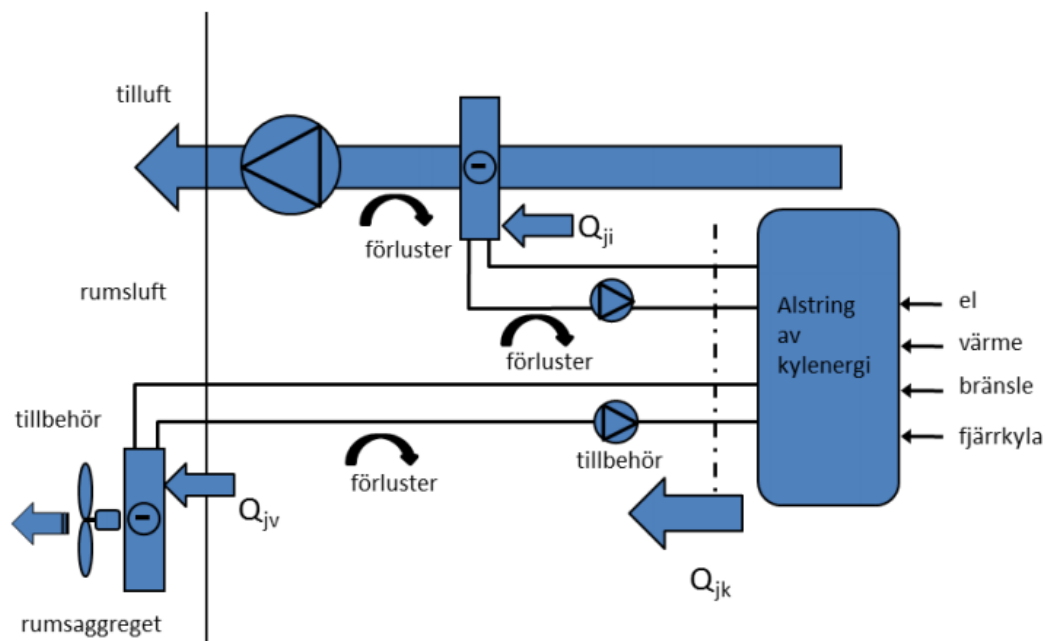 tilluft
förluster
Qji
rumsluft
förluster
Alstring
av
kylenergi
el
värme
bränsle
fjärrkyla
tillbehör
förluster
tillbehör
Qjv
Qjk
rumsaggreget